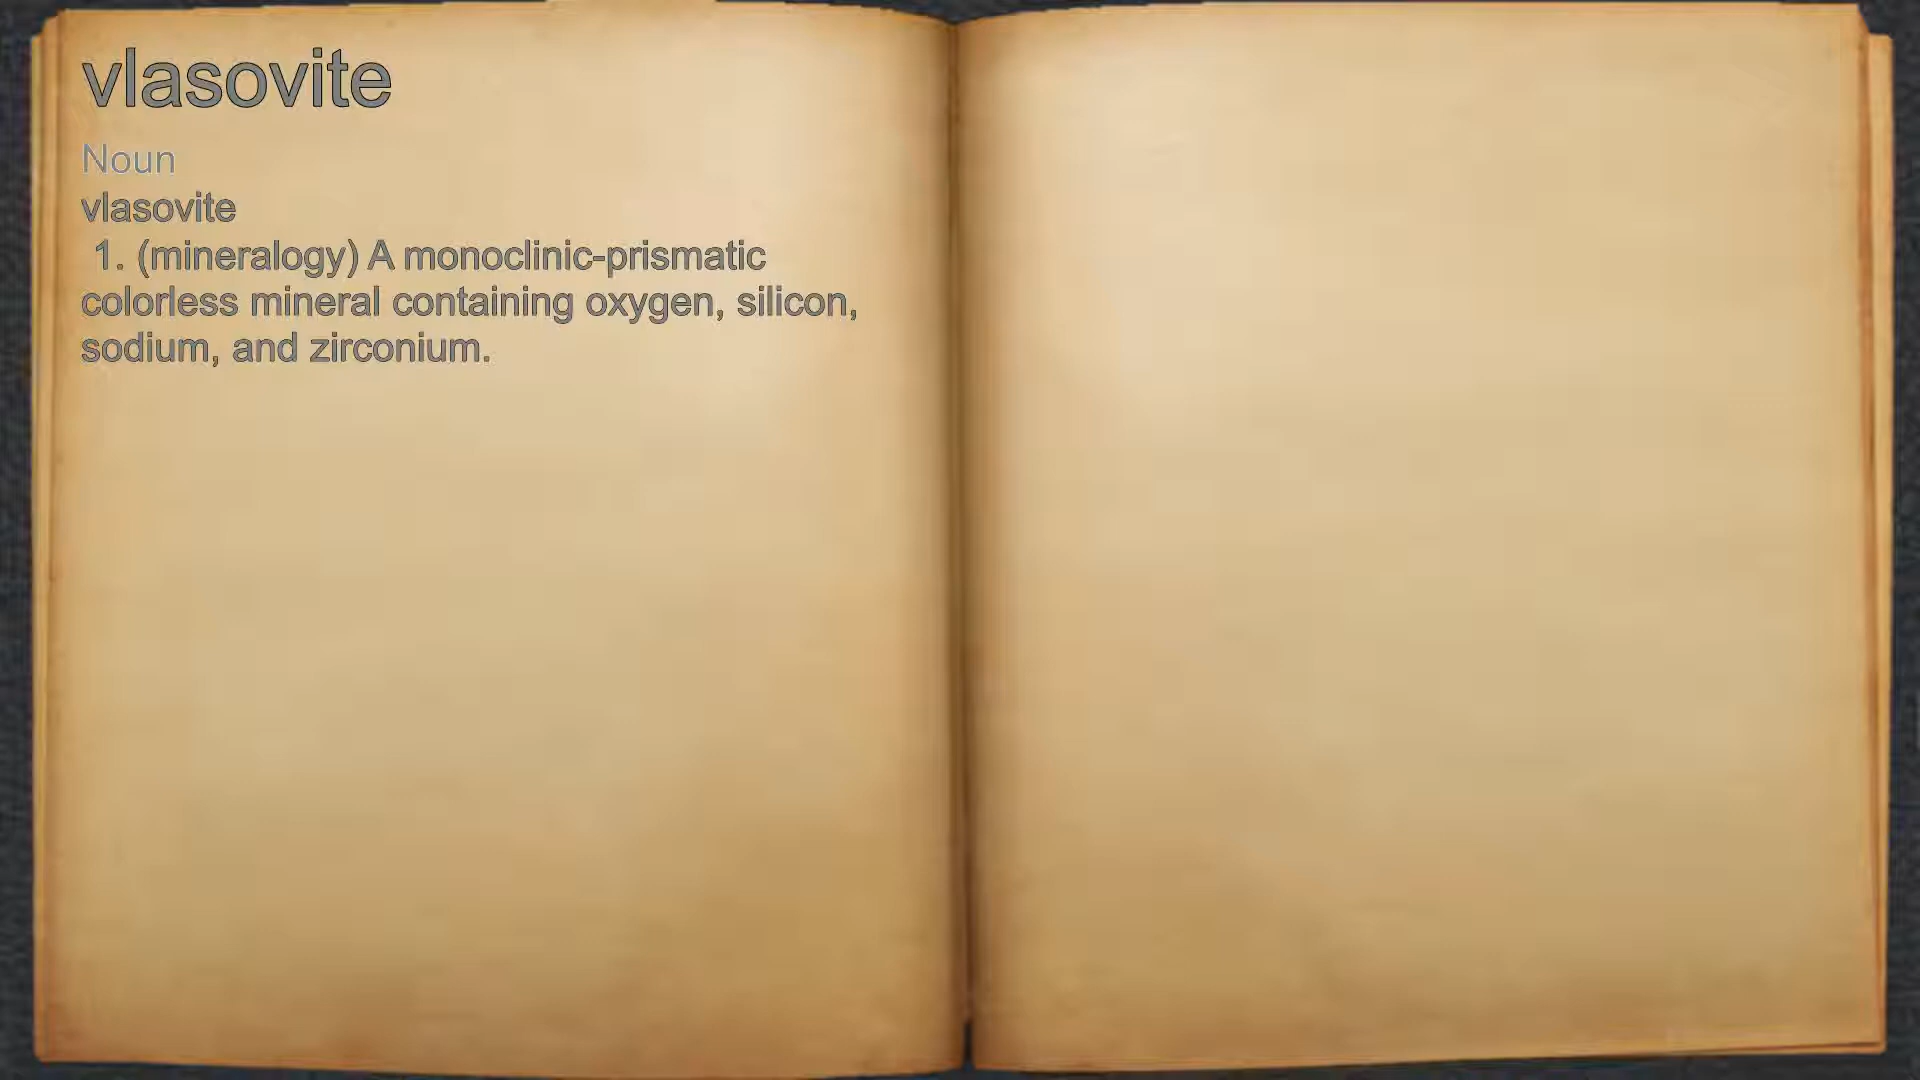 vlasovite
Noun
vlasovite
1. (mineralogy) A monoclinic-prismatic
colorless mineral containing oxygen, silicon,
sodium, and zirconium.